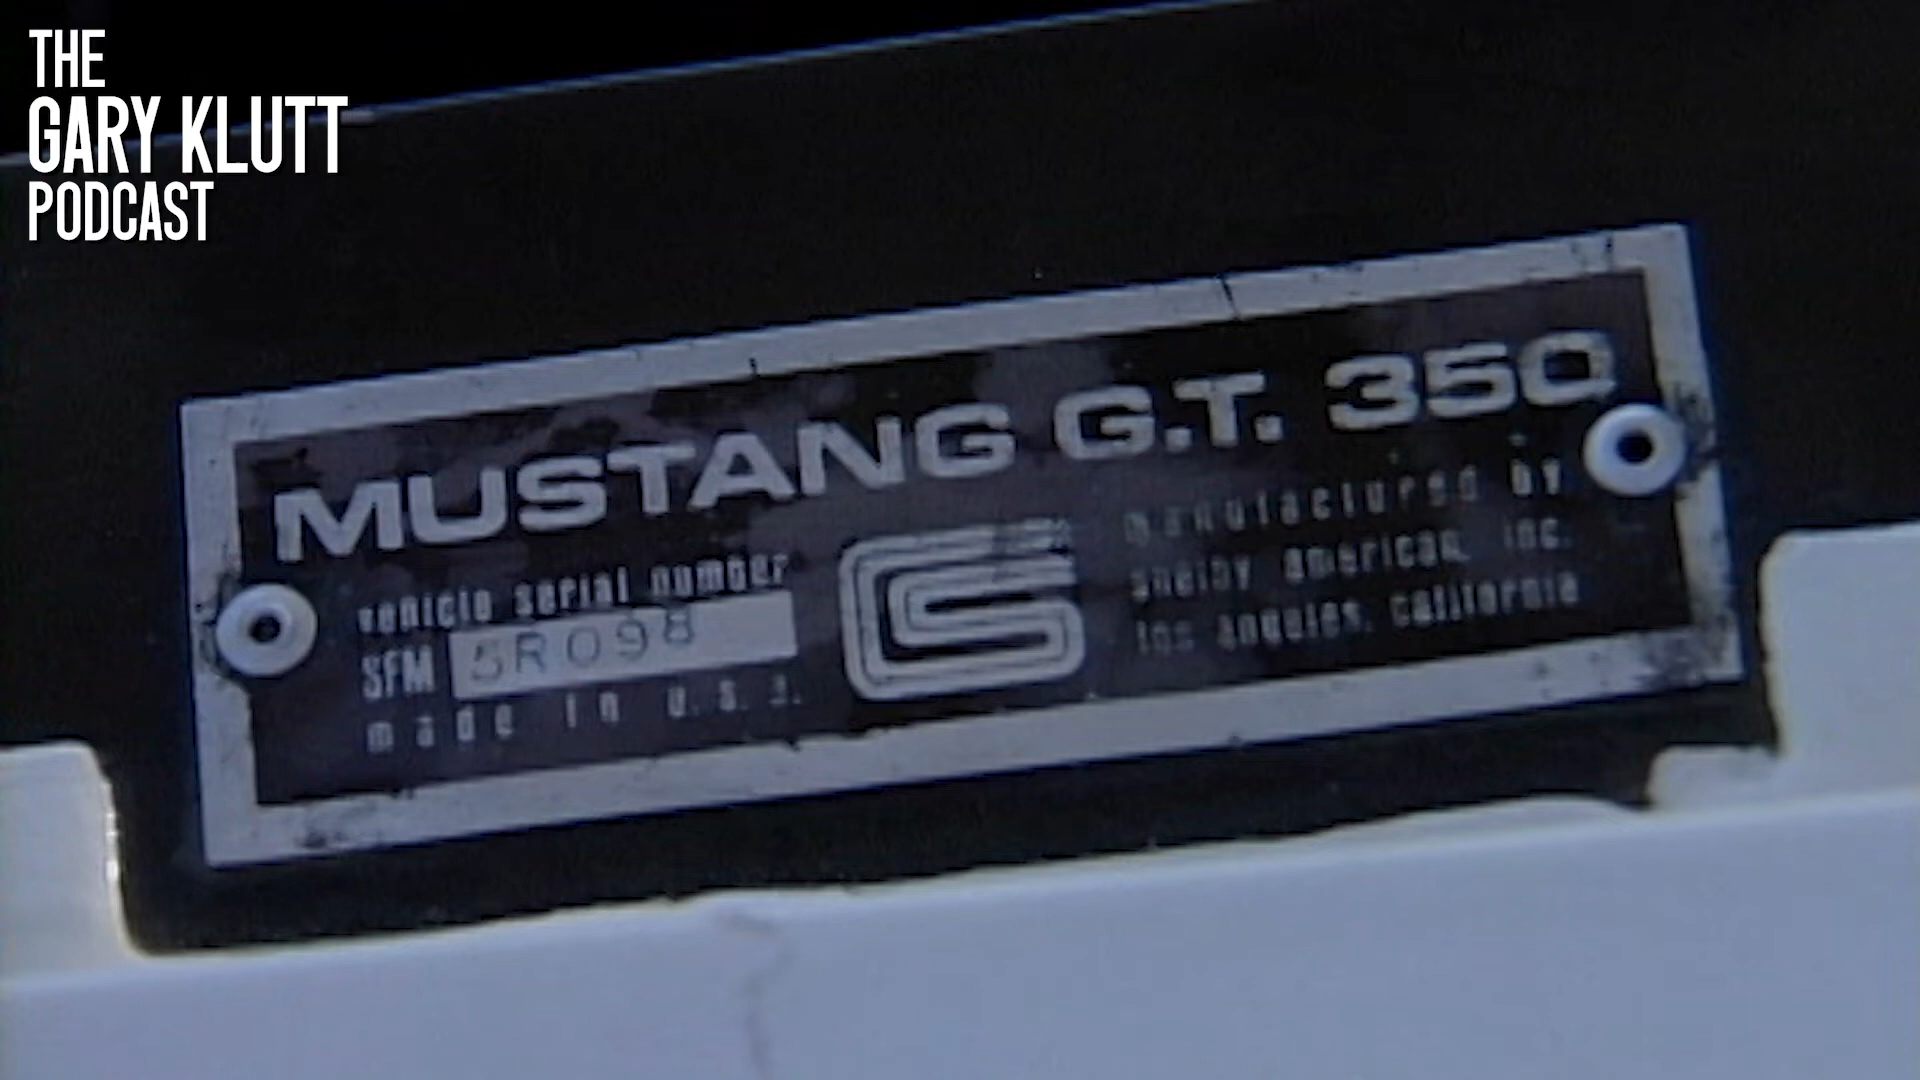 THE
GARY KLUTT
PODCAST
MUSTANG G.T. 350
vehicle serial number
SFM 5R098
made in u.s.a.
manufactured by
shelby american, inc.
los angeles, california